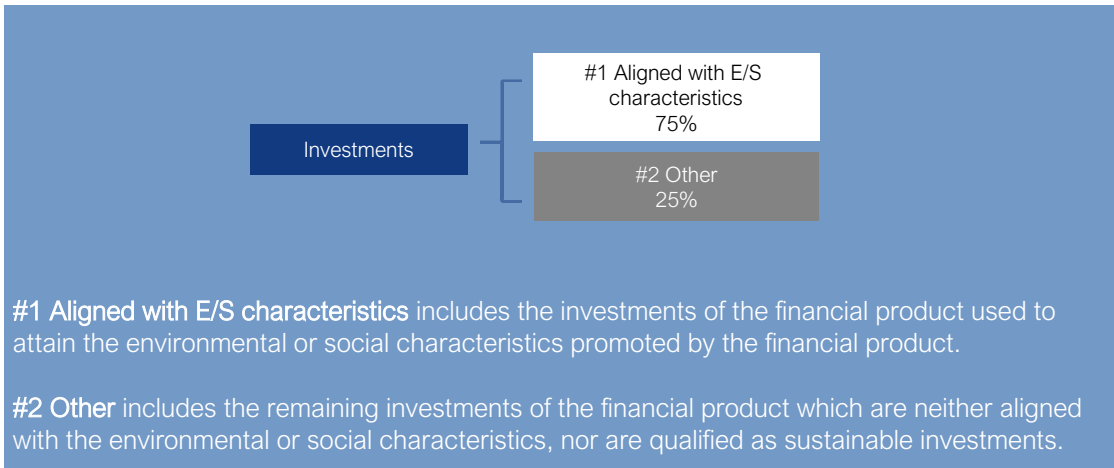 #1 Aligned with E/S
characteristics
75%
Investments
#2 Other
25%
#1 Aligned with E/S characteristics includes the investments of the financial product used to
attain the environmental or social characteristics promoted by the financial product.
#2 Other includes the remaining investments of the financial product which are neither aligned
with the environmental or social characteristics, nor are qualified as sustainable investments.